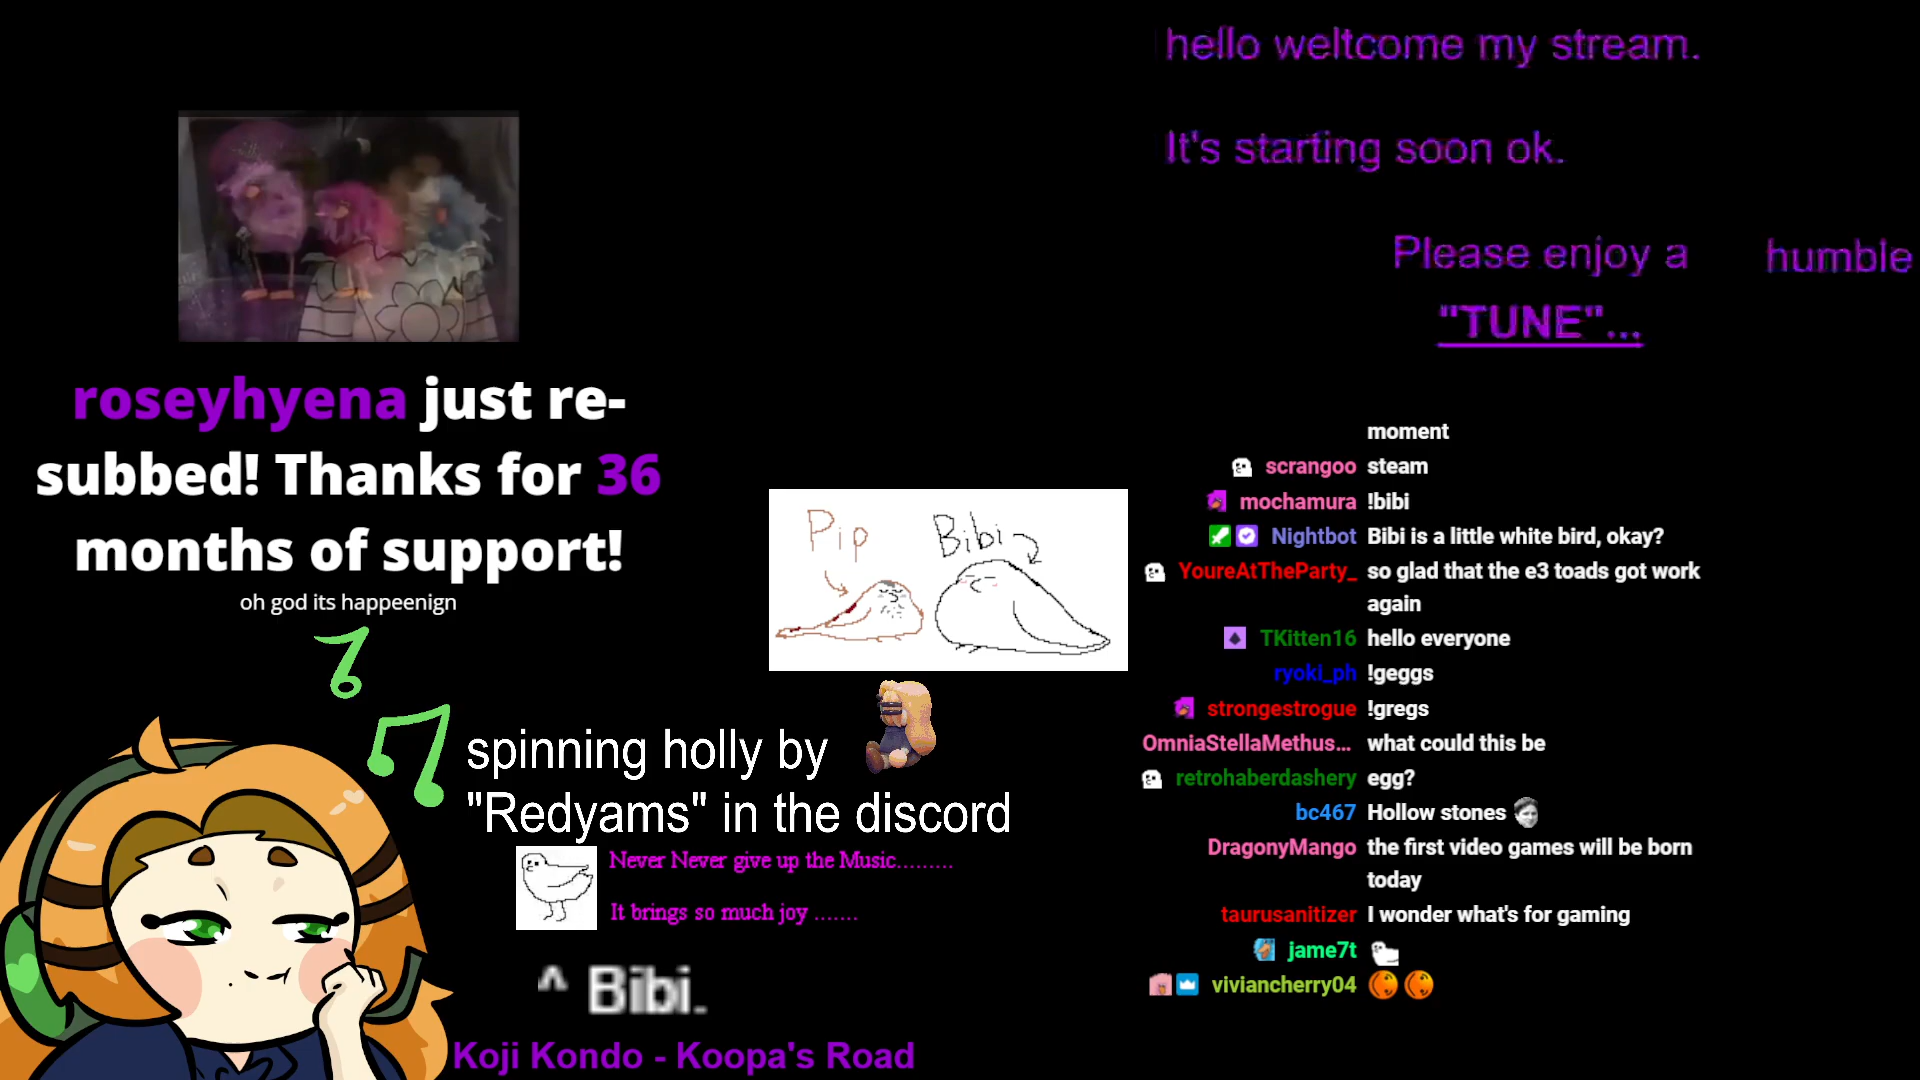 hello weltcome my stream.
It's starting soon ok.
Please enjoy a humble
"TUNE"...
roseyhyena just re-
subbed! Thanks for 36
months of support!
oh god its happeenign
Pip
Bibi
spinning holly by
"Redyams" in the discord
Never Never give up the Music.........
It brings so much joy .......
^ Bibi.
Koji Kondo - Koopa's Road
moment
scrangoo steam
mochamura !bibi
Nightbot Bibi is a little white bird, okay?
YoureAtTheParty_ so glad that the e3 toads got work
again
TKitten16 hello everyone
ryoki_ph !geggs
strongestrogue !gregs
OmniaStellaMethus... what could this be
retrohaberdashery egg?
bc467 Hollow stones
DragonyMango the first video games will be born
today
taurusanitizer I wonder what's for gaming
jame7t
viviancherry04